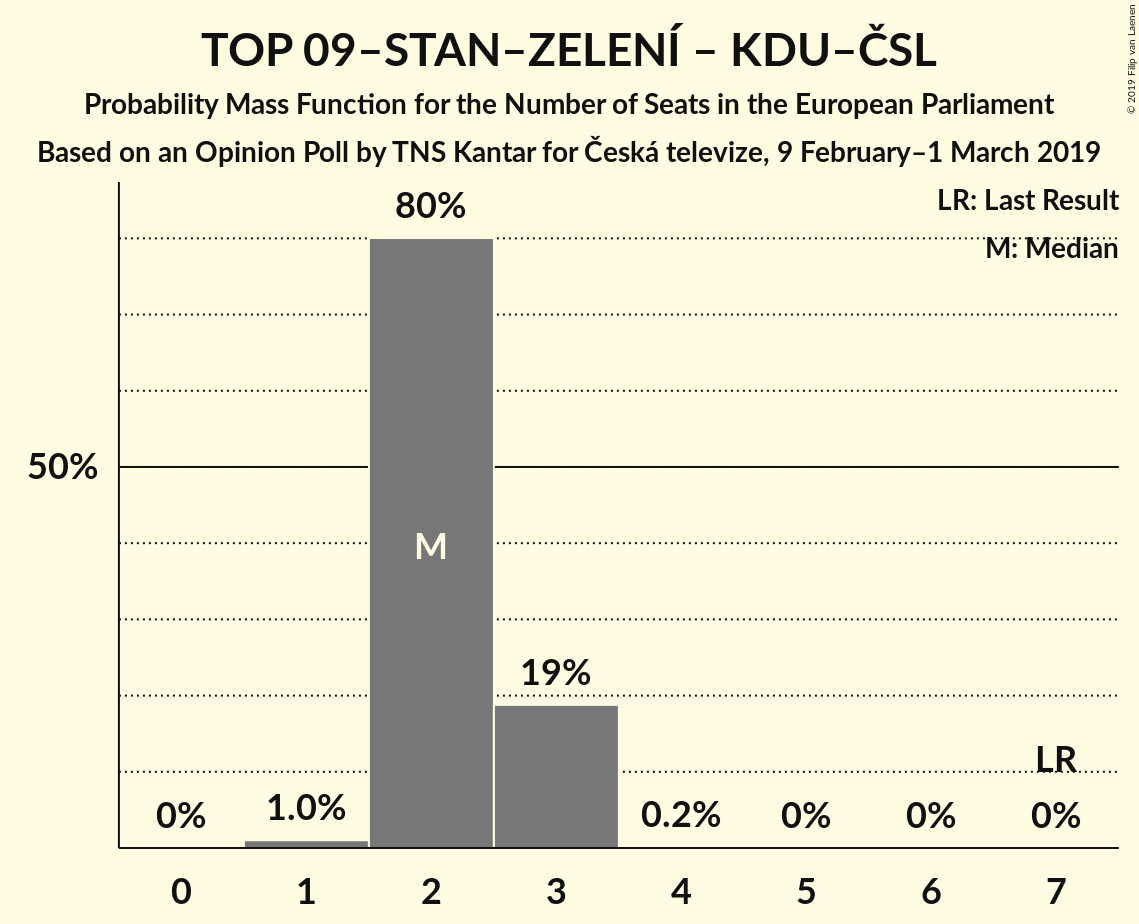 TOP 09–STAN–ZELENÍ – KDU–ČSL
Probability Mass Function for the Number of Seats in the European Parliament
Based on an Opinion Poll by TNS Kantar for Česká televize, 9 February–1 March 2019
© 2019 Filip van Laenen
LR: Last Result
M: Median
80%
50%
M
19%
LR
0%
1.0%
0.2%
0%
0%
0%
0 1 2 3 4 5 6 7